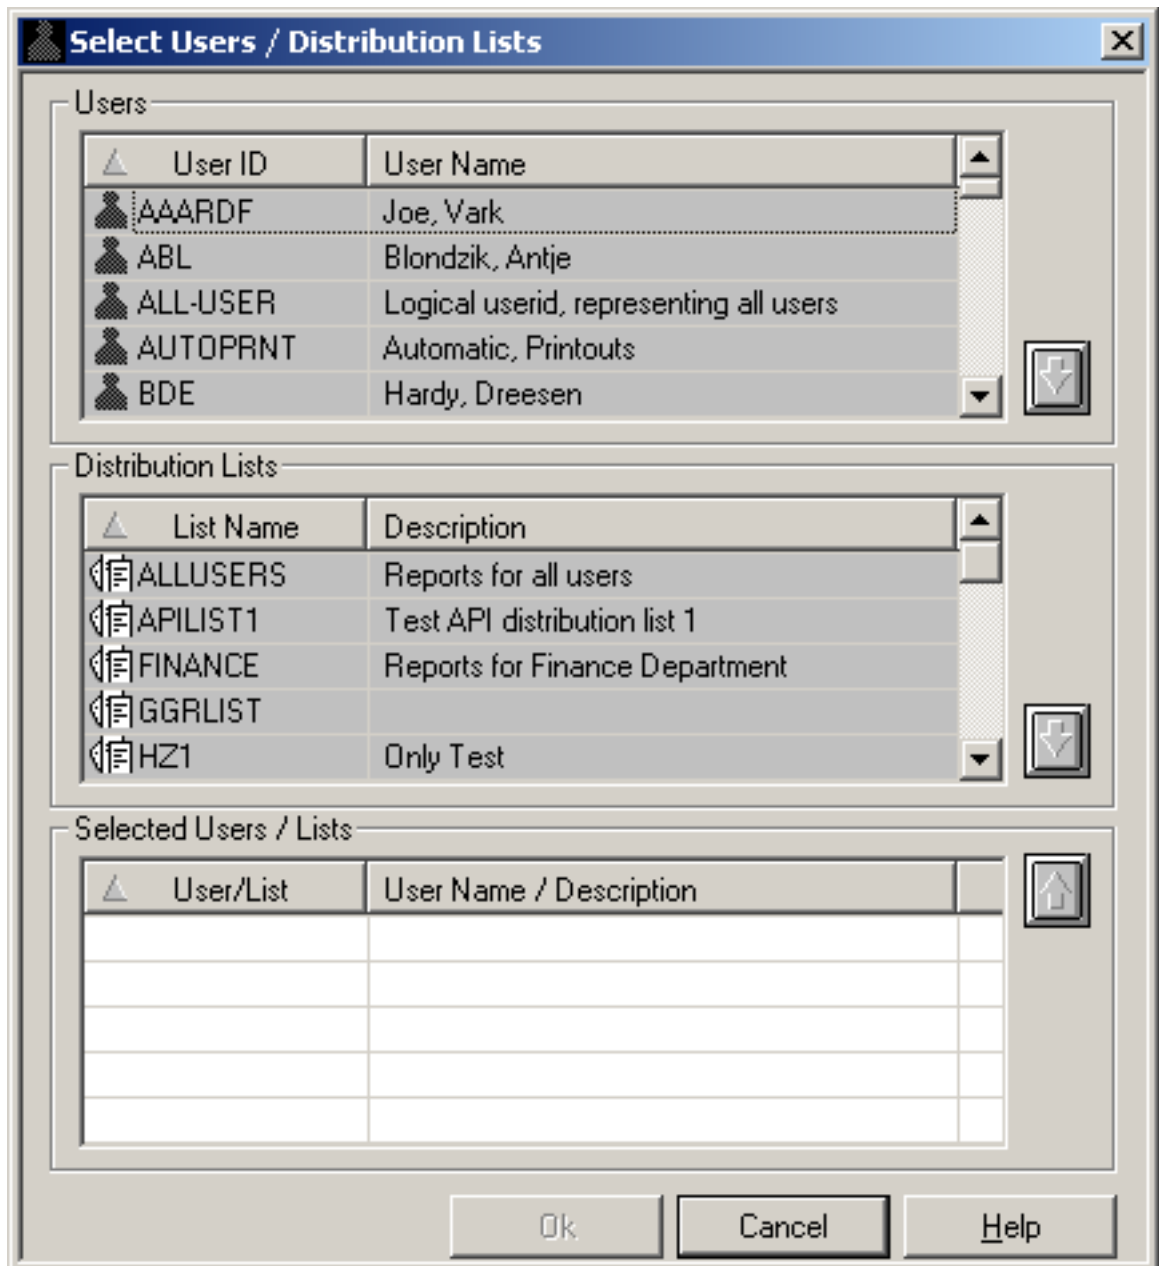 Select Users / Distribution Lists
Users
User ID User Name
AAARDF Joe, Vark
ABL Blondzik, Antje
ALL-USER Logical userid, representing all users
AUTOPRNT Automatic, Printouts
BDE Hardy, Dreesen
Distribution Lists
List Name Description
ALLUSERS Reports for all users
APILIST1 Test API distribution list 1
FINANCE Reports for Finance Department
GGRLIST
HZ1 Only Test
Selected Users / Lists
User/List User Name / Description
Ok Cancel Help